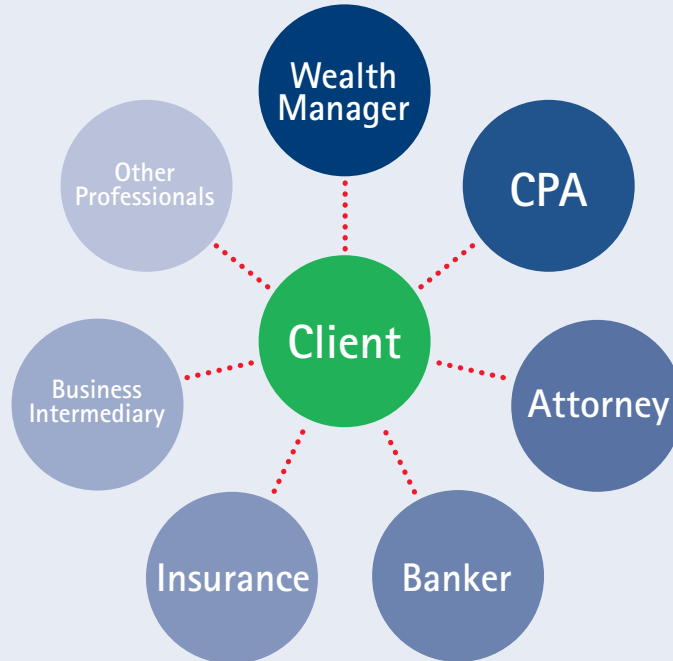 Wealth
Manager
CPA
Attorney
Banker
Insurance
Business
Intermediary
Other
Professionals
Client